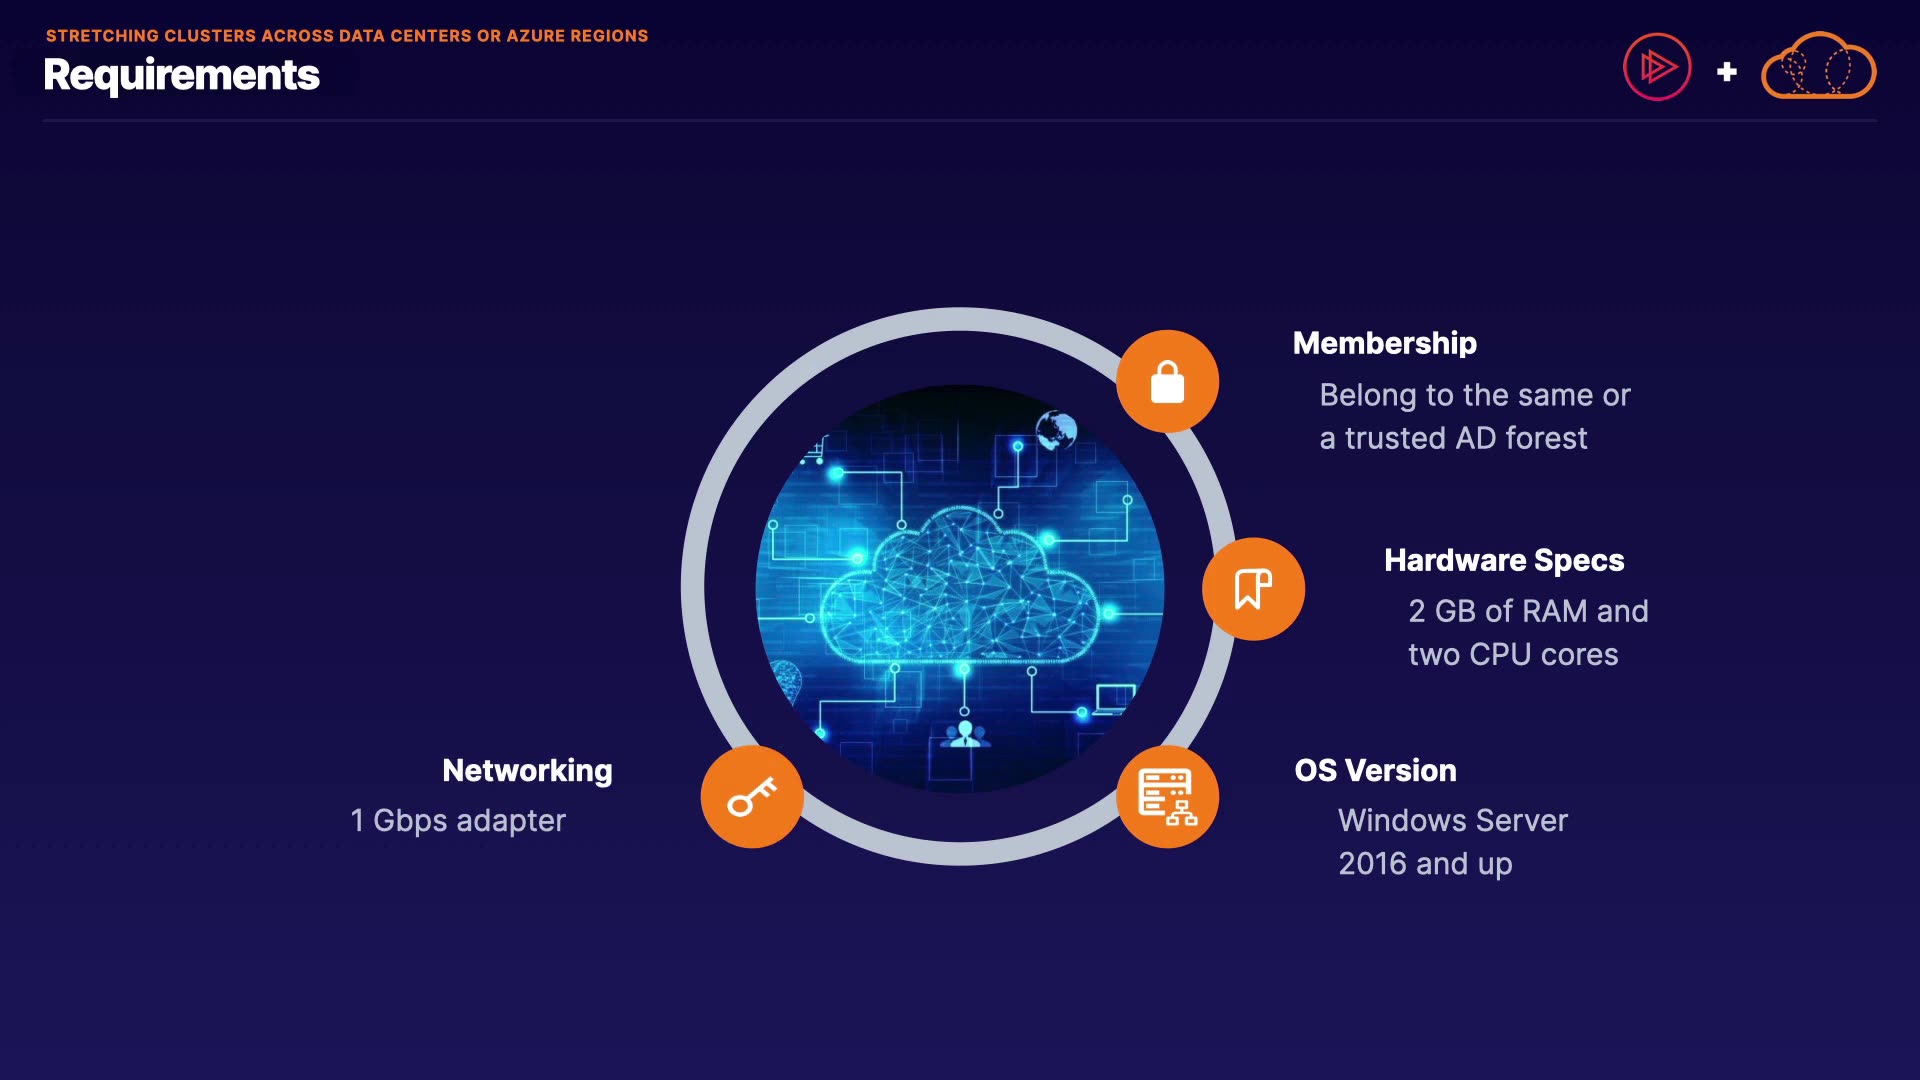 STRETCHING CLUSTERS ACROSS DATA CENTERS OR AZURE REGIONS
Requirements
Membership
Belong to the same or
a trusted AD forest
Hardware Specs
2 GB of RAM and
two CPU cores
OS Version
Windows Server
2016 and up
Networking
1 Gbps adapter